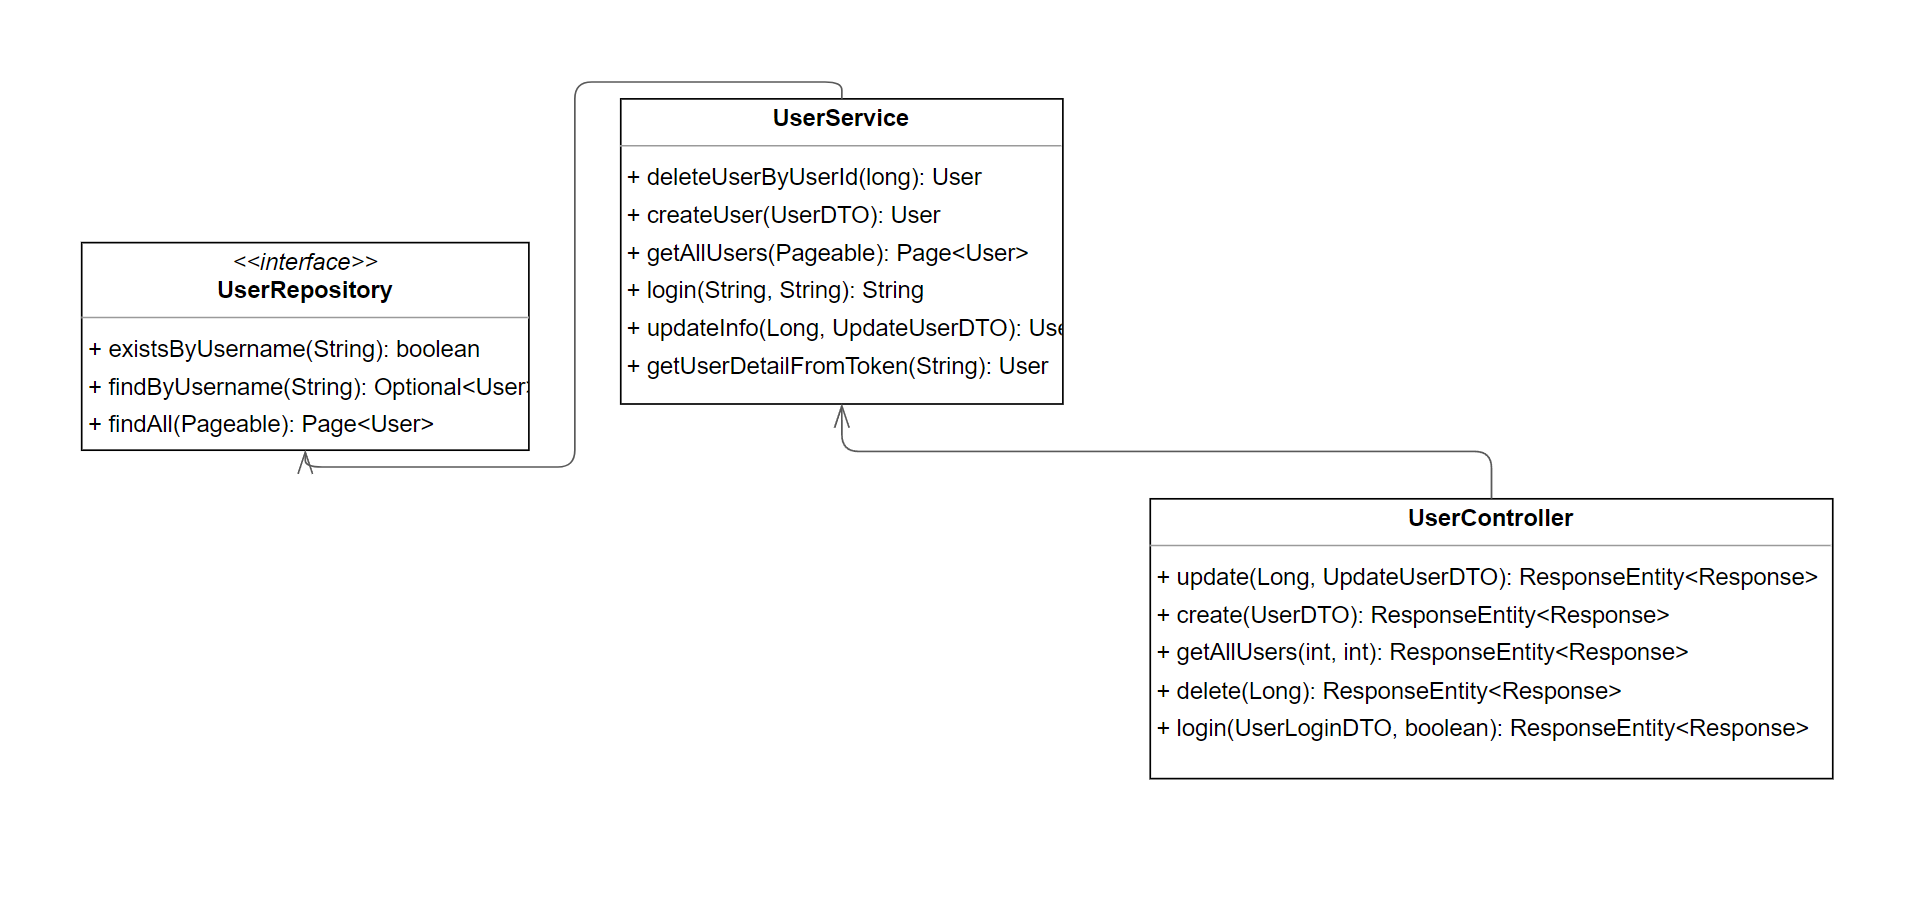 <<interface>>
UserRepository
+ existsByUsername(String): boolean
+ findByUsername(String): Optional<User>
+ findAll(Pageable): Page<User>
UserService
+ deleteUserByUserId(long): User
+ createUser(UserDTO): User
+ getAllUsers(Pageable): Page<User>
+ login(String, String): String
+ updateInfo(Long, UpdateUserDTO): Use
+ getUserDetailFromToken(String): User
UserController
+ update(Long, UpdateUserDTO): ResponseEntity<Response>
+ create(UserDTO): ResponseEntity<Response>
+ getAllUsers(int, int): ResponseEntity<Response>
+ delete(Long): ResponseEntity<Response>
+ login(UserLoginDTO, boolean): ResponseEntity<Response>